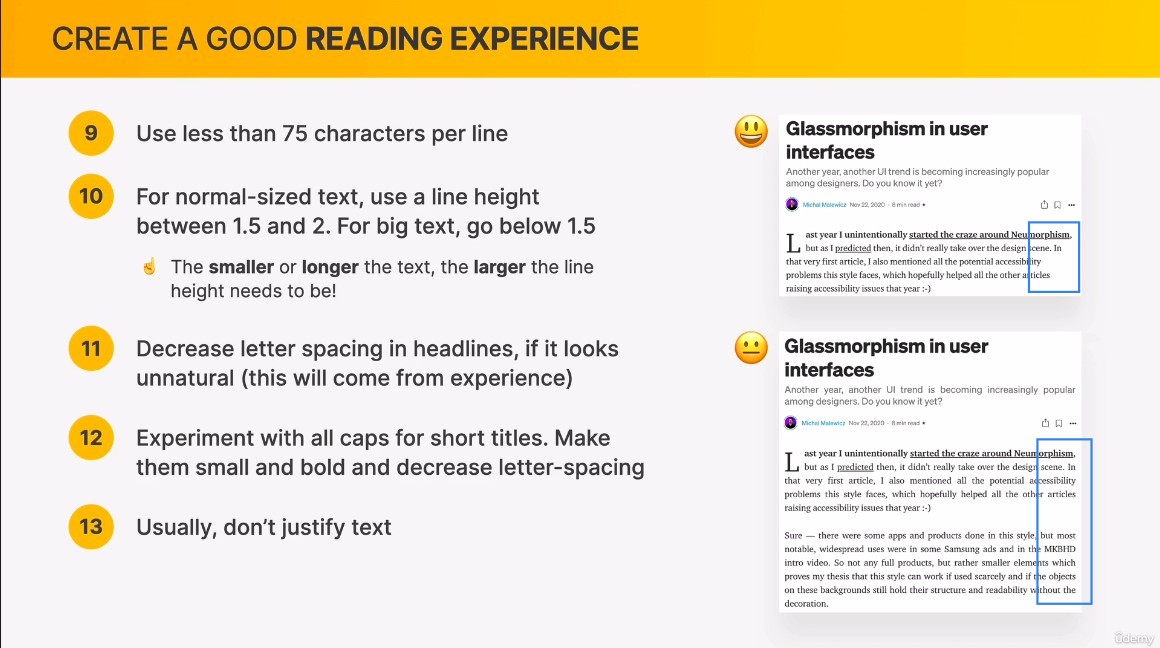 CREATE A GOOD READING EXPERIENCE
9
Use less than 75 characters per line
10
For normal-sized text, use a line height
between 1.5 and 2. For big text, go below 1.5
The smaller or longer the text, the larger the line
height needs to be!
11
Decrease letter spacing in headlines, if it looks
unnatural (this will come from experience)
12
Experiment with all caps for short titles. Make
them small and bold and decrease letter-spacing
13
Usually, don’t justify text
Glassmorphism in user
interfaces
Another year, another UI trend is becoming increasingly popular
among designers. Do you know it yet?
Michal Malewicz Nov 22, 2020 · 8 min read
Last year I unintentionally started the craze around Neumorphism,
but as I predicted then, it didn’t really take over the design scene. In
that very first article, I also mentioned all the potential accessibility
problems this style faces, which hopefully helped all the other articles
raising accessibility issues that year :-)
Glassmorphism in user
interfaces
Another year, another UI trend is becoming increasingly popular
among designers. Do you know it yet?
Michal Malewicz Nov 22, 2020 · 8 min read
Last year I unintentionally started the craze around Neumorphism,
but as I predicted then, it didn’t really take over the design scene. In
that very first article, I also mentioned all the potential accessibility
problems this style faces, which hopefully helped all the other articles
raising accessibility issues that year :-)
Sure — there were some apps and products done in this style, but most
notable, widespread uses were in some Samsung ads and in the MKBHD
intro video. So not any full products, but rather smaller elements which
proves my thesis that this style can work if used scarcely and if the objects
on these backgrounds still hold their structure and readability without the
decoration.
ûdemy